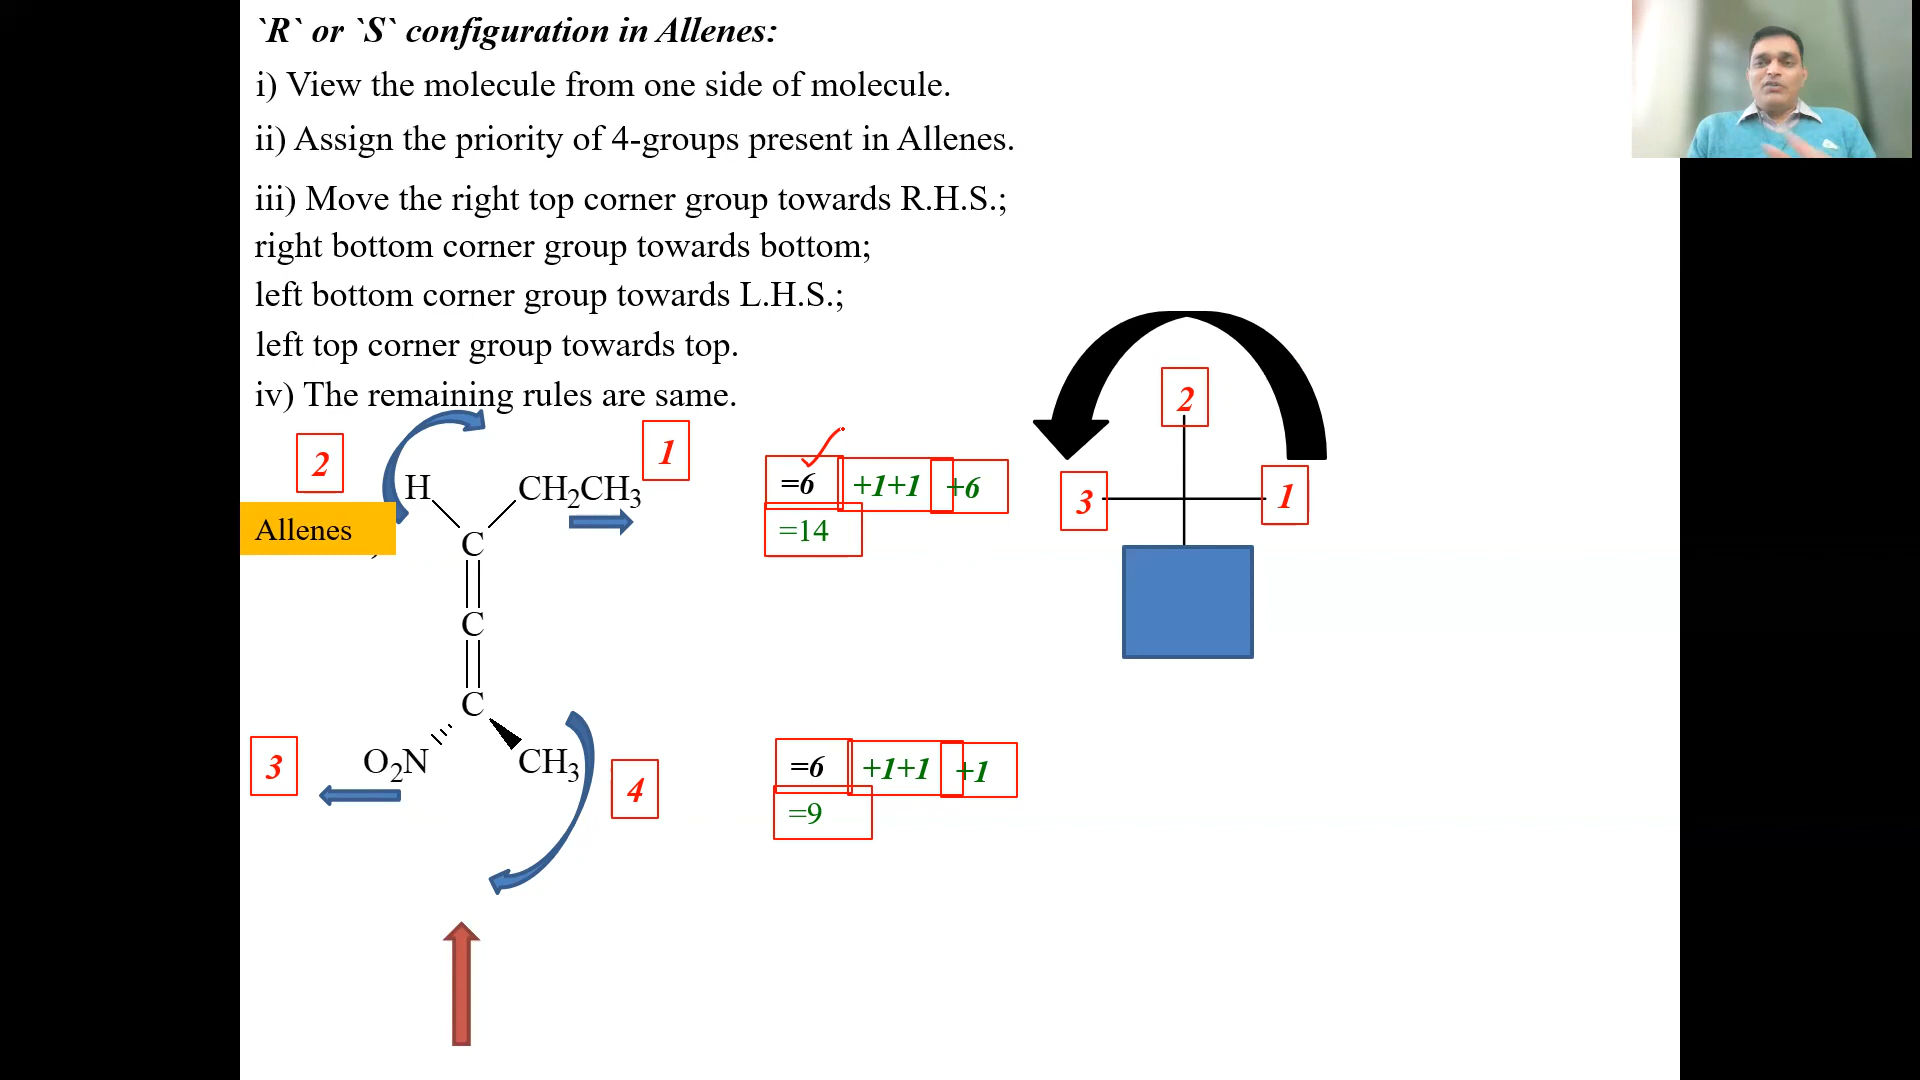 `R` or `S` configuration in Allenes:
i) View the molecule from one side of molecule.
ii) Assign the priority of 4-groups present in Allenes.
iii) Move the right top corner group towards R.H.S.;
right bottom corner group towards bottom;
left bottom corner group towards L.H.S.;
left top corner group towards top.
iv) The remaining rules are same.
2
1
H
CH₂CH₃
Allenes
C
C
C
O₂N
CH₃
3
4
=6 +1+1 +6
=14
=6 +1+1 +1
=9
2
3
1